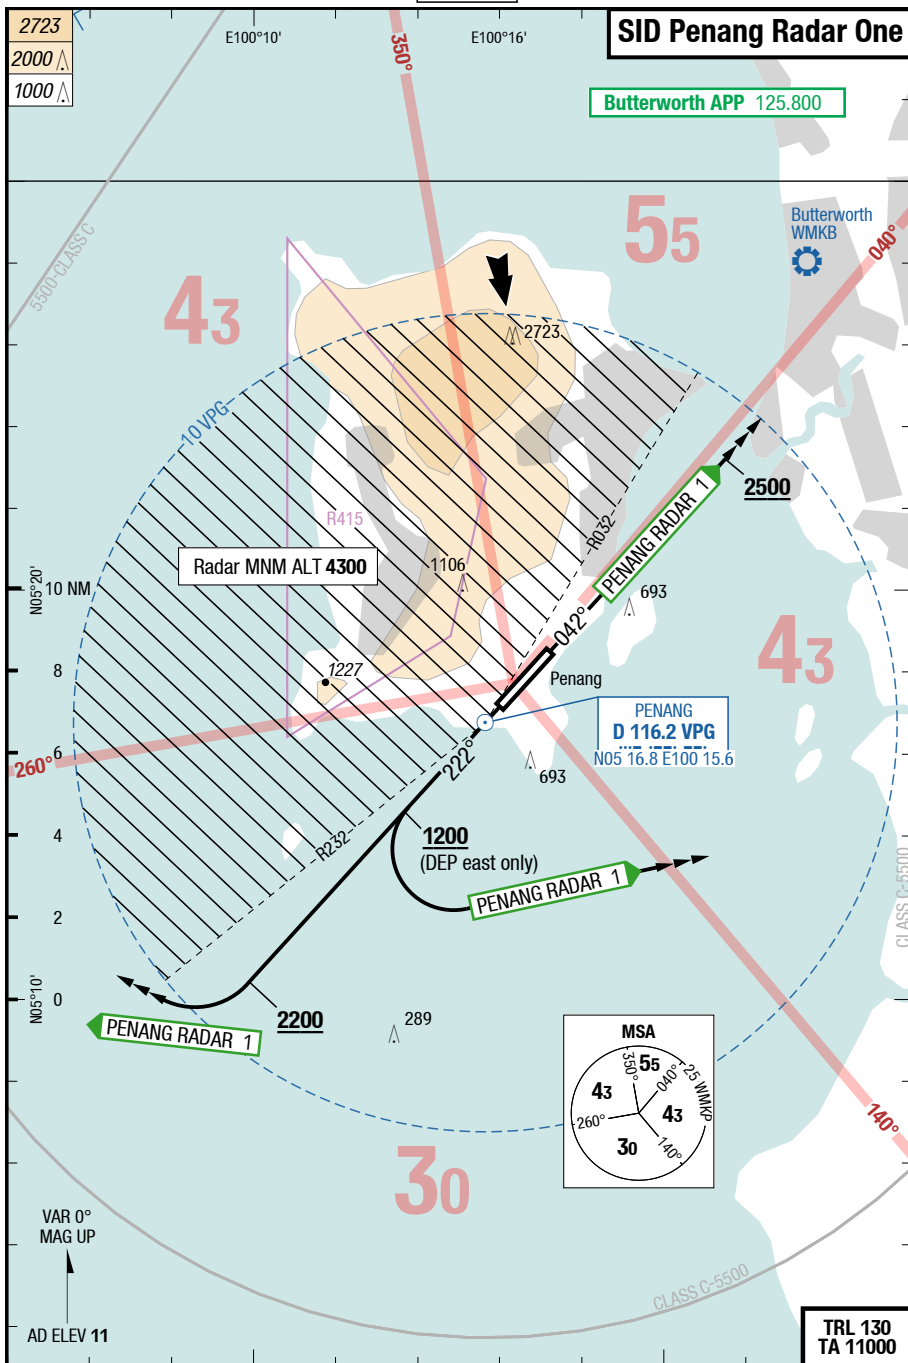 2723
2000
1000
E100°10'
E100°16'
350°
SID Penang Radar One
Butterworth APP 125.800
5500-CLASS C
43
55
Butterworth
WMKB
040°
2723
10 VPG
2500
PENANG RADAR 1
R415
R032
Radar MNM ALT 4300
1106
N05°20'
10 NM
693
042°
43
8
1227
Penang
PENANG
D 116.2 VPG
N05 16.8 E100 15.6
6
260°
222°
693
4
R232
1200
(DEP east only)
PENANG RADAR 1
CLASS C-5500
2
N05°10'
0
2200
289
PENANG RADAR 1
MSA
55
350°
040°
25 WMKP
43
43
260°
140°
30
140°
30
VAR 0°
MAG UP
CLASS C-5500
AD ELEV 11
TRL 130
TA 11000